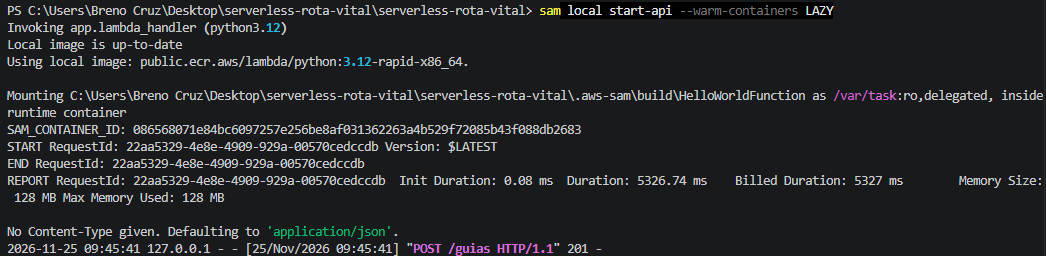 PS C:\Users\Breno Cruz\Desktop\serverless-rota-vital\serverless-rota-vital> sam local start-api --warm-containers LAZY
Invoking app.lambda_handler (python3.12)
Local image is up-to-date
Using local image: public.ecr.aws/lambda/python:3.12-rapid-x86_64.

Mounting C:\Users\Breno Cruz\Desktop\serverless-rota-vital\serverless-rota-vital\.aws-sam\build\HelloWorldFunction as /var/task:ro,delegated, inside
runtime container
SAM_CONTAINER_ID: 086568071e84bc6097257e256be8af031362263a4b529f72085b43f088db2683
START RequestId: 22aa5329-4e8e-4909-929a-00570cedccdb Version: $LATEST
END RequestId: 22aa5329-4e8e-4909-929a-00570cedccdb
REPORT RequestId: 22aa5329-4e8e-4909-929a-00570cedccdb  Init Duration: 0.08 ms  Duration: 5326.74 ms    Billed Duration: 5327 ms        Memory Size:
 128 MB Max Memory Used: 128 MB

No Content-Type given. Defaulting to 'application/json'.
2026-11-25 09:45:41 127.0.0.1 - - [25/Nov/2026 09:45:41] "POST /guias HTTP/1.1" 201 -